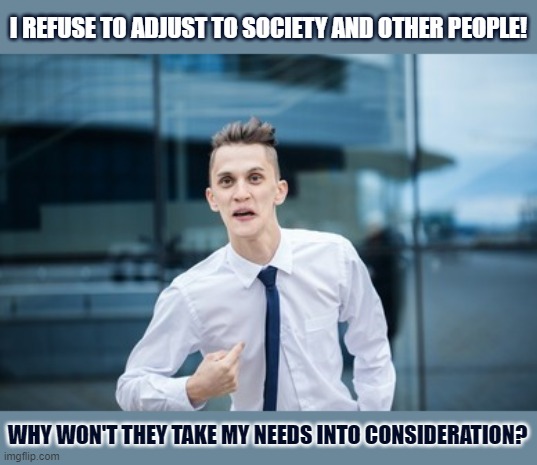 I REFUSE TO ADJUST TO SOCIETY AND OTHER PEOPLE!
WHY WON'T THEY TAKE MY NEEDS INTO CONSIDERATION?
imgflip.com